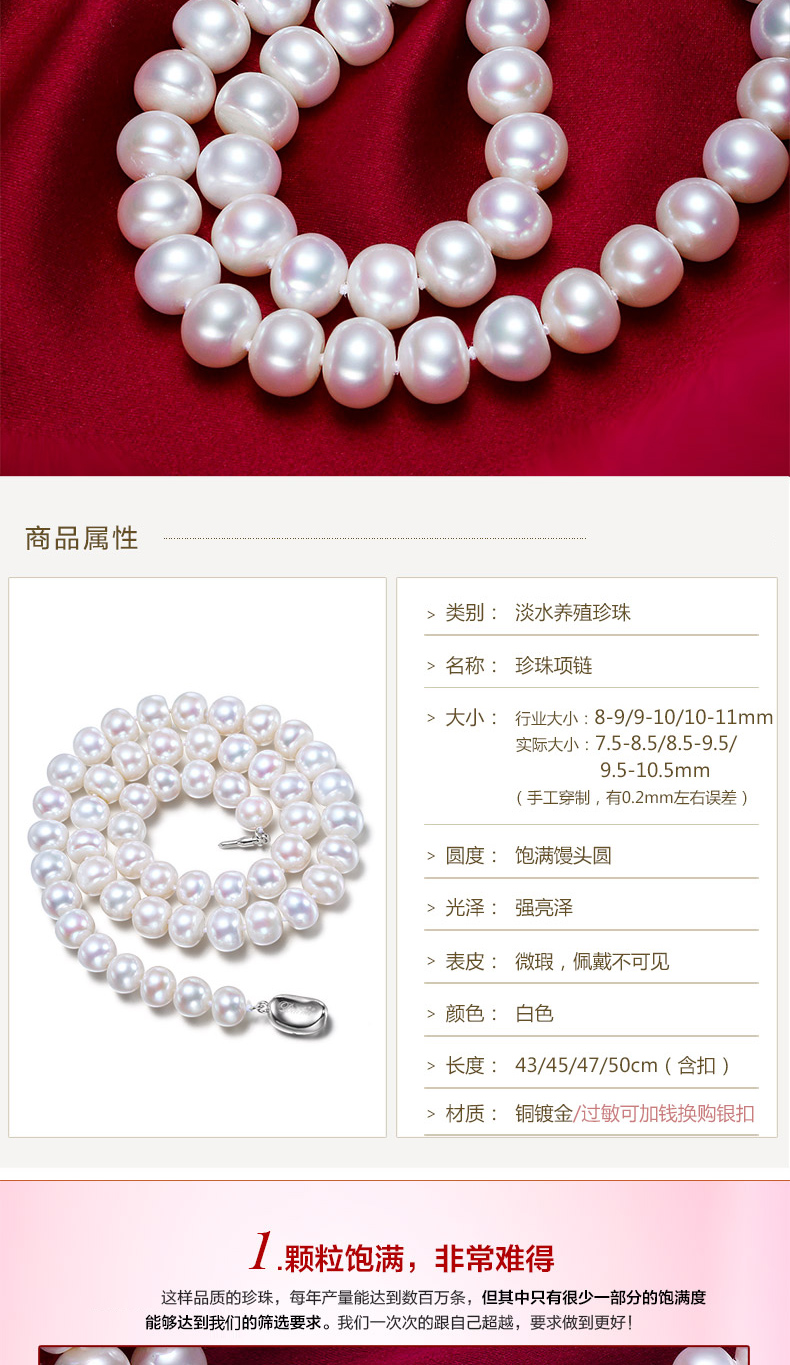 商品属性
> 类别： 淡水养殖珍珠
> 名称： 珍珠项链
> 大小： 行业大小：8-9/9-10/10-11mm
实际大小：7.5-8.5/8.5-9.5/
9.5-10.5mm
（手工穿制，有0.2mm左右误差）
> 圆度： 饱满馒头圆
> 光泽： 强亮泽
> 表皮： 微瑕，佩戴不可见
> 颜色： 白色
> 长度： 43/45/47/50cm（含扣）
> 材质： 铜镀金/过敏可加钱换购银扣
1.颗粒饱满，非常难得
这样品质的珍珠，每年产量能达到数百万条，但其中只有很少一部分的饱满度
能够达到我们的筛选要求。我们一次次的跟自己超越，要求做到更好！